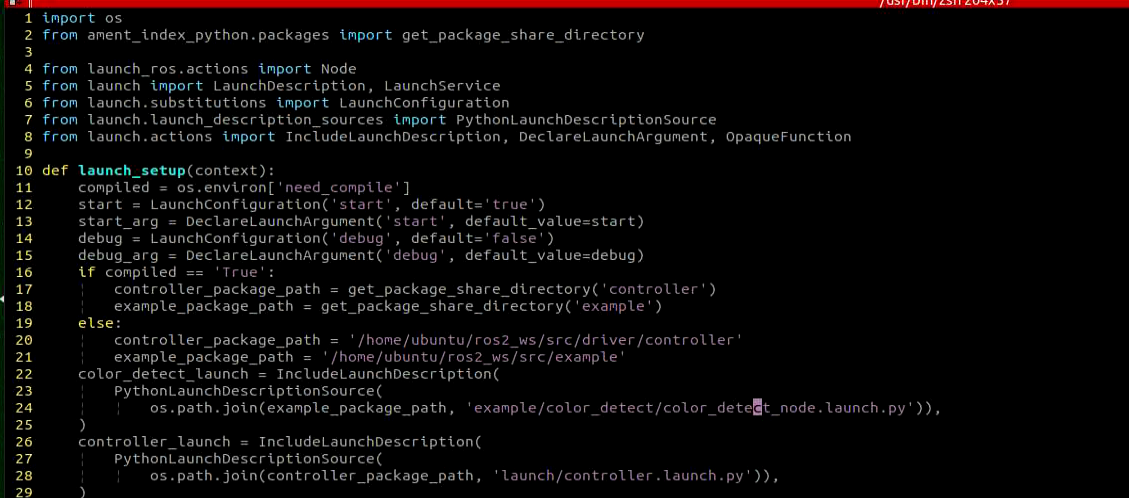 /usr/bin/zsh 204x57
1 import os
2 from ament_index_python.packages import get_package_share_directory
3
4 from launch_ros.actions import Node
5 from launch import LaunchDescription, LaunchService
6 from launch.substitutions import LaunchConfiguration
7 from launch.launch_description_sources import PythonLaunchDescriptionSource
8 from launch.actions import IncludeLaunchDescription, DeclareLaunchArgument, OpaqueFunction
9
10 def launch_setup(context):
11     compiled = os.environ['need_compile']
12     start = LaunchConfiguration('start', default='true')
13     start_arg = DeclareLaunchArgument('start', default_value=start)
14     debug = LaunchConfiguration('debug', default='false')
15     debug_arg = DeclareLaunchArgument('debug', default_value=debug)
16     if compiled == 'True':
17         controller_package_path = get_package_share_directory('controller')
18         example_package_path = get_package_share_directory('example')
19     else:
20         controller_package_path = '/home/ubuntu/ros2_ws/src/driver/controller'
21         example_package_path = '/home/ubuntu/ros2_ws/src/example'
22     color_detect_launch = IncludeLaunchDescription(
23         PythonLaunchDescriptionSource(
24             os.path.join(example_package_path, 'example/color_detect/color_detect_node.launch.py')),
25     )
26     controller_launch = IncludeLaunchDescription(
27         PythonLaunchDescriptionSource(
28             os.path.join(controller_package_path, 'launch/controller.launch.py')),
29     )